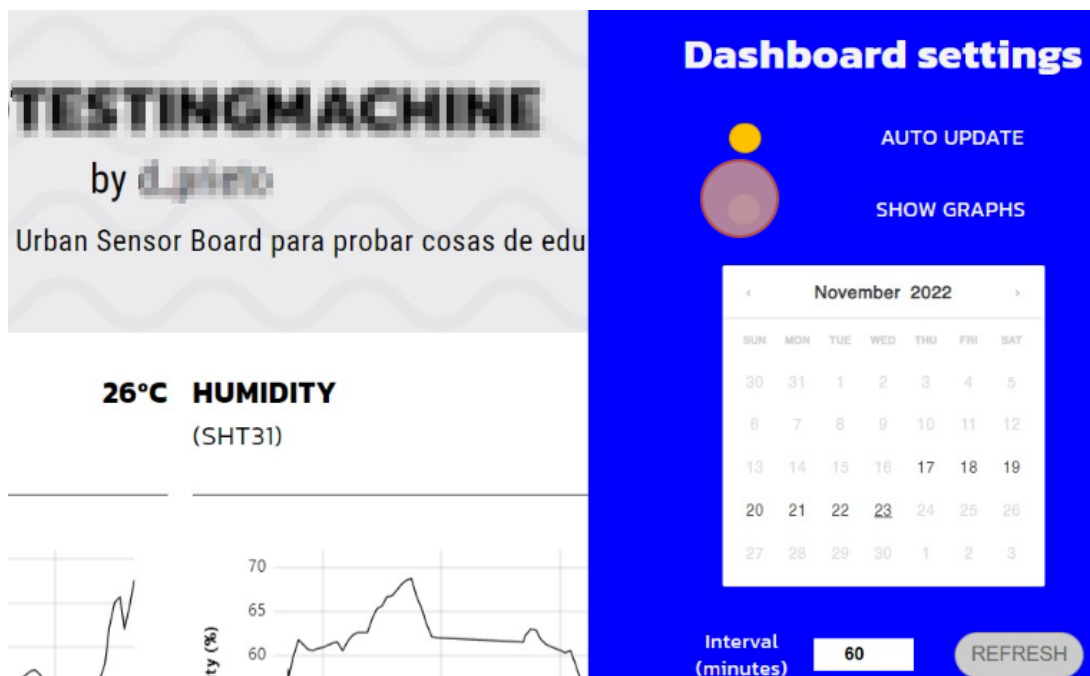 TESTINGMACHINE
by
Urban Sensor Board para probar cosas de edu
26°C HUMIDITY
(SHT31)
70
65
60
ty (%)
Dashboard settings
AUTO UPDATE
SHOW GRAPHS
‹ November 2022 ›
SUN MON TUE WED THU FRI SAT
30 31 1 2 3 4 5
6 7 8 9 10 11 12
13 14 15 16 17 18 19
20 21 22 23 24 25 26
27 28 29 30 1 2 3
Interval
(minutes)
60
REFRESH